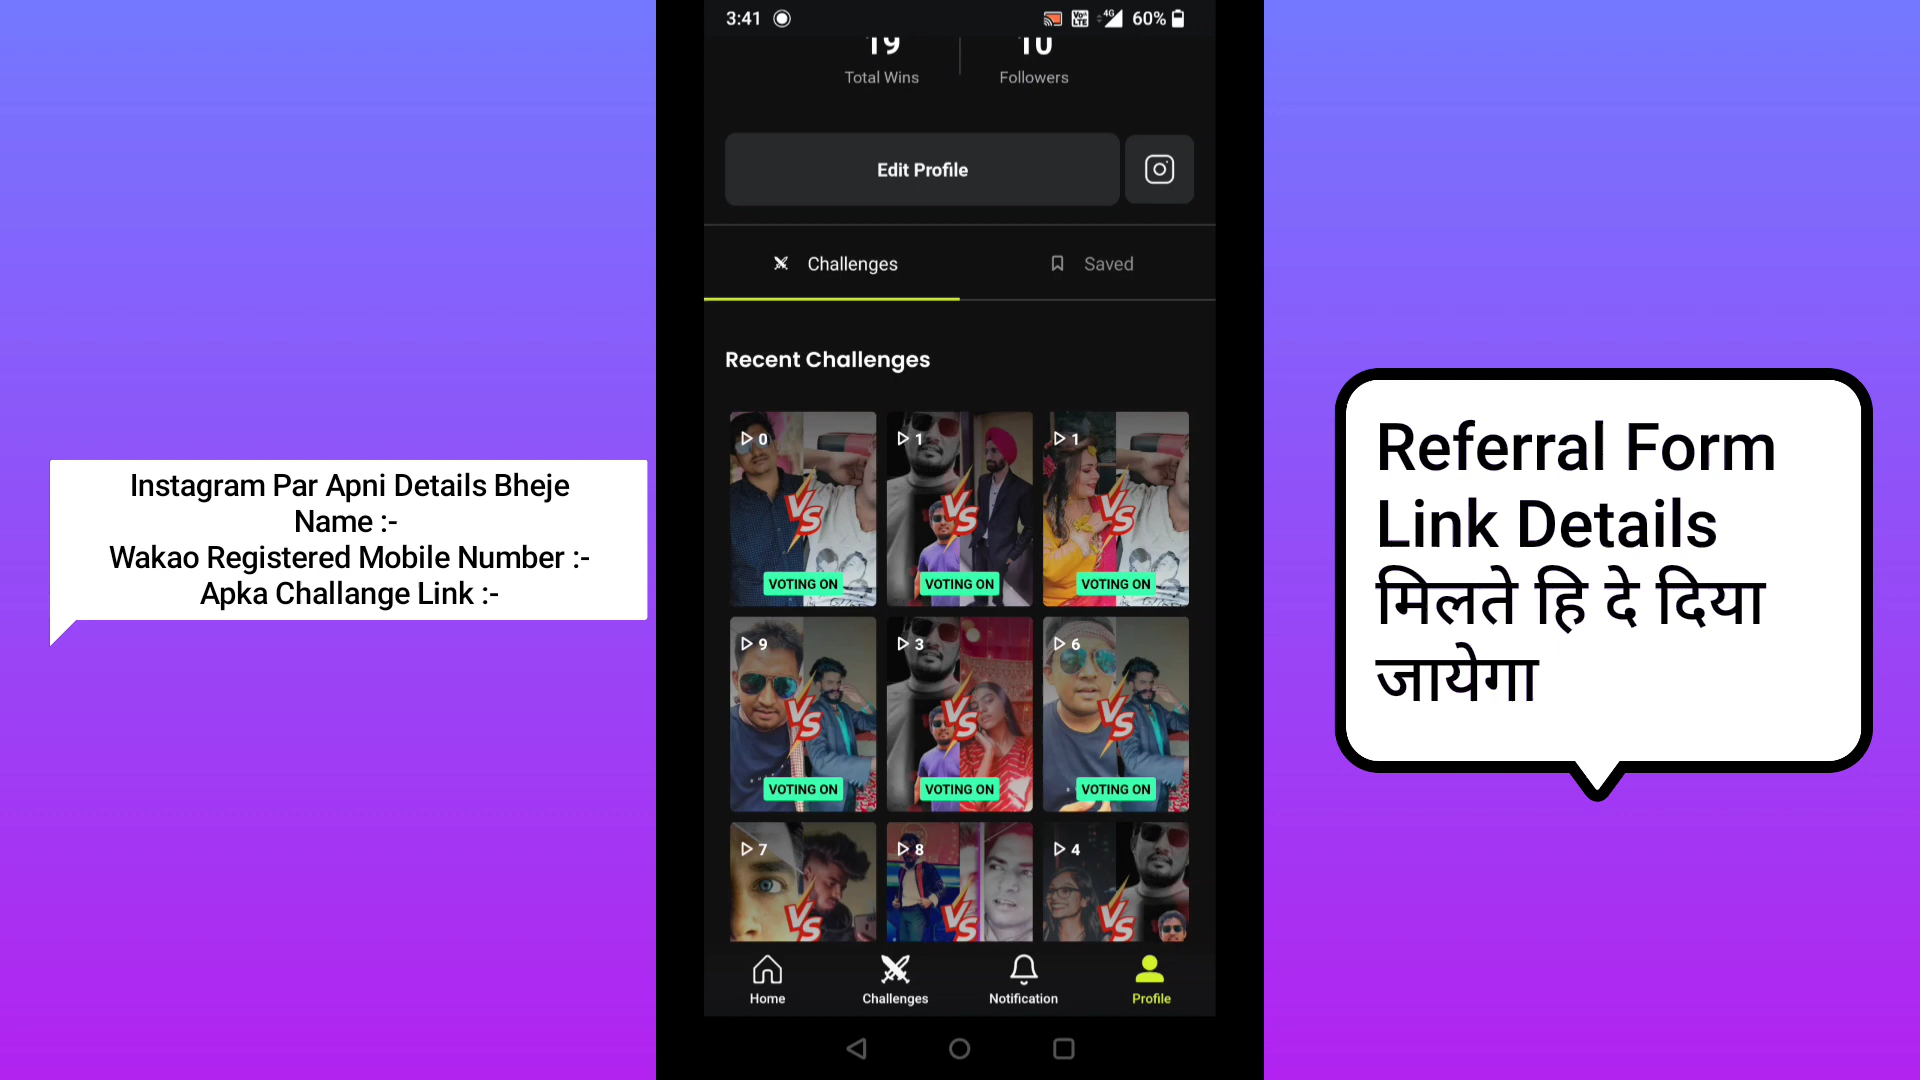 3:41
4G
60%
19
10
Total Wins
Followers
Edit Profile
Challenges
Saved
Recent Challenges
0
1
1
VS
VS
VS
VOTING ON
VOTING ON
VOTING ON
9
3
6
VS
VS
VS
VOTING ON
VOTING ON
VOTING ON
7
8
4
VS
VS
VS
Home
Challenges
Notification
Profile
Instagram Par Apni Details Bheje
Name :-
Wakao Registered Mobile Number :-
Apka Challange Link :-
Referral Form
Link Details
मिलते हि दे दिया
जायेगा